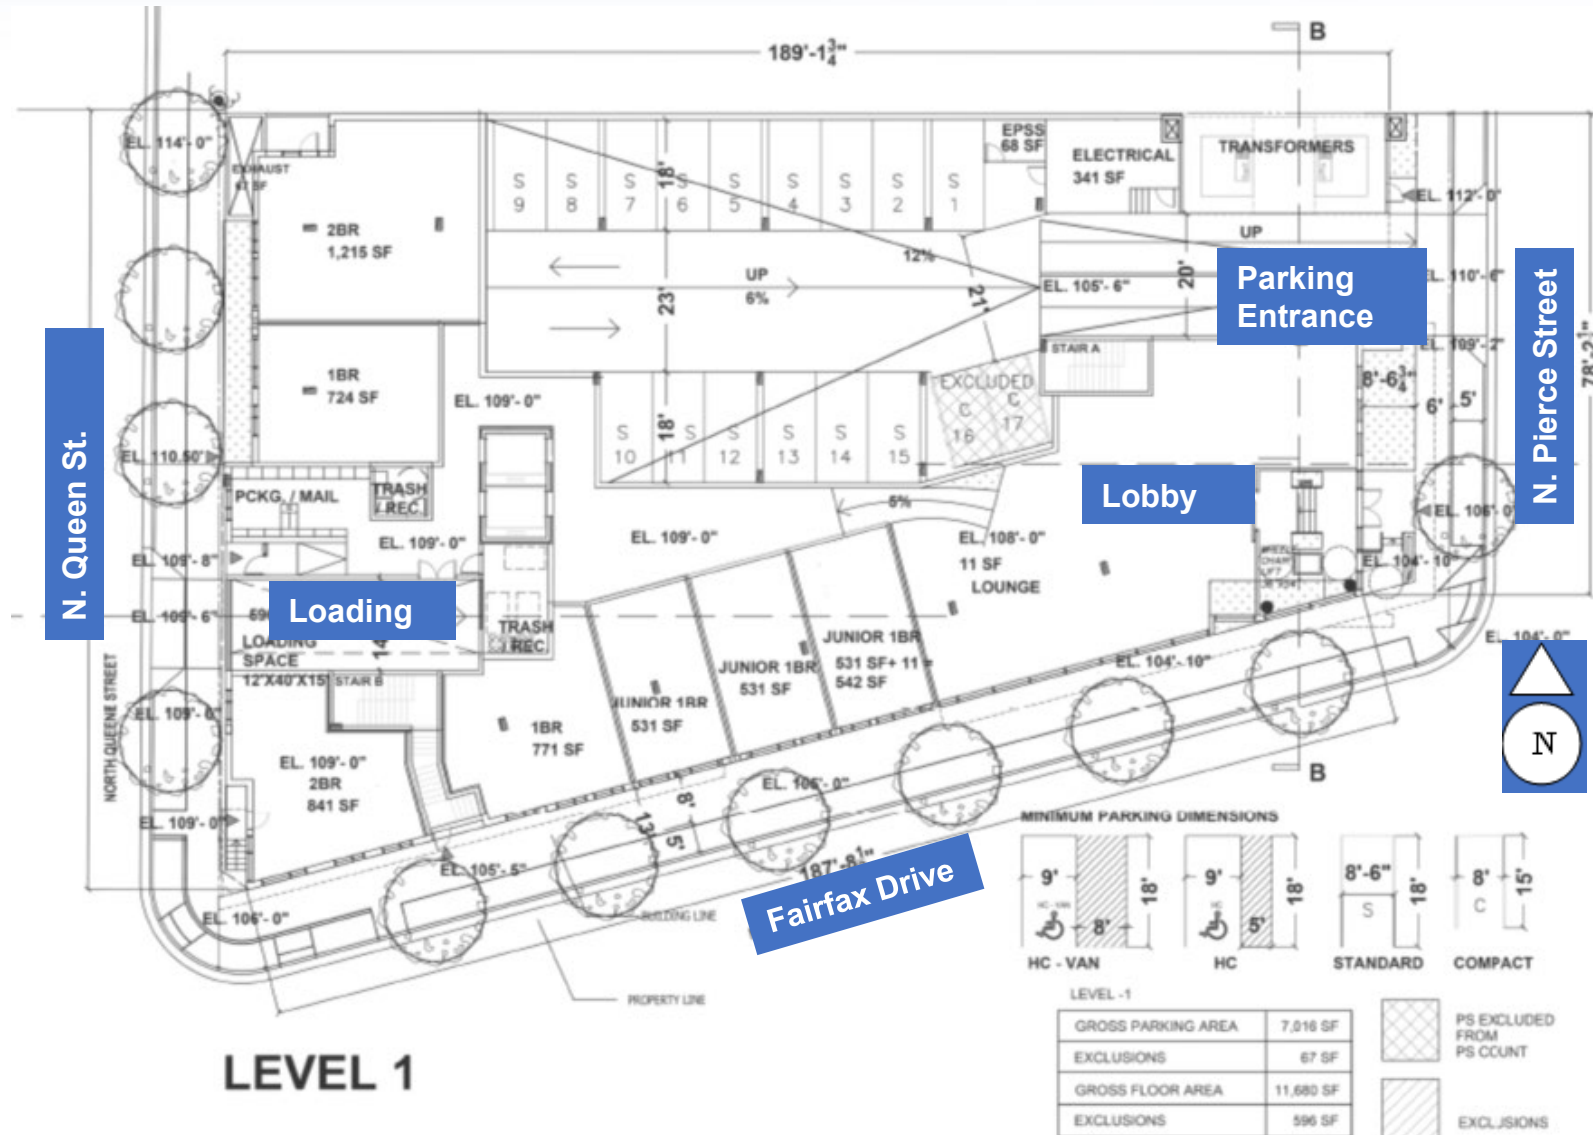 B
189'-1 3/4"
EL. 114'-0"
EXHAUST
67 SF
2BR
1,215 SF
S
9
S
8
S
7
S
6
S
5
S
4
S
3
S
2
S
1
18'
EPSS
68 SF
ELECTRICAL
341 SF
TRANSFORMERS
EL. 112'-0"
UP
UP
6%
12%
23'
21'
20'
EL. 105'-6"
Parking
Entrance
EL. 110'-6"
EL. 109'-2"
N. Pierce Street
78'-2 1/2"
STAIR A
8'-6 3/4"
6'
5'
N. Queen St.
1BR
724 SF
EL. 109'-0"
EXCLUDED
C
16
C
17
18'
S
10
S
11
S
12
S
13
S
14
S
15
EL. 110.50'
PCKG. / MAIL
TRASH
/ REC.
EL. 109'-0"
EL. 109'-0"
5%
EL. 108'-0"
11 SF
LOUNGE
Lobby
EL. 106'-0"
EL. 104'-10"
EL. 109'-8"
EL. 109'-6"
Loading
LOADING
SPACE
12'X40'X15'
14'
TRASH
/ REC.
STAIR B
JUNIOR 1BR
531 SF
JUNIOR 1BR
531 SF
JUNIOR 1BR
531 SF+ 11 =
542 SF
EL. 104'-10"
EL. 104'-0"
N
NORTH QUEENE STREET
EL. 109'-0"
EL. 109'-0"
2BR
841 SF
1BR
771 SF
EL. 109'-0"
EL. 105'-5"
EL. 106'-0"
EL. 105'-0"
8'
13'
5'
187'-8 1/2"
Fairfax Drive
B
BUILDING LINE
PROPERTY LINE
MINIMUM PARKING DIMENSIONS
9'
8'
18'
HC - VAN
9'
5'
18'
HC
8'-6"
S
18'
STANDARD
8'
C
15'
COMPACT
LEVEL -1
GROSS PARKING AREA 7,016 SF
EXCLUSIONS 67 SF
GROSS FLOOR AREA 11,680 SF
EXCLUSIONS 596 SF
PS EXCLUDED
FROM
PS COUNT
EXCLUSIONS
LEVEL 1